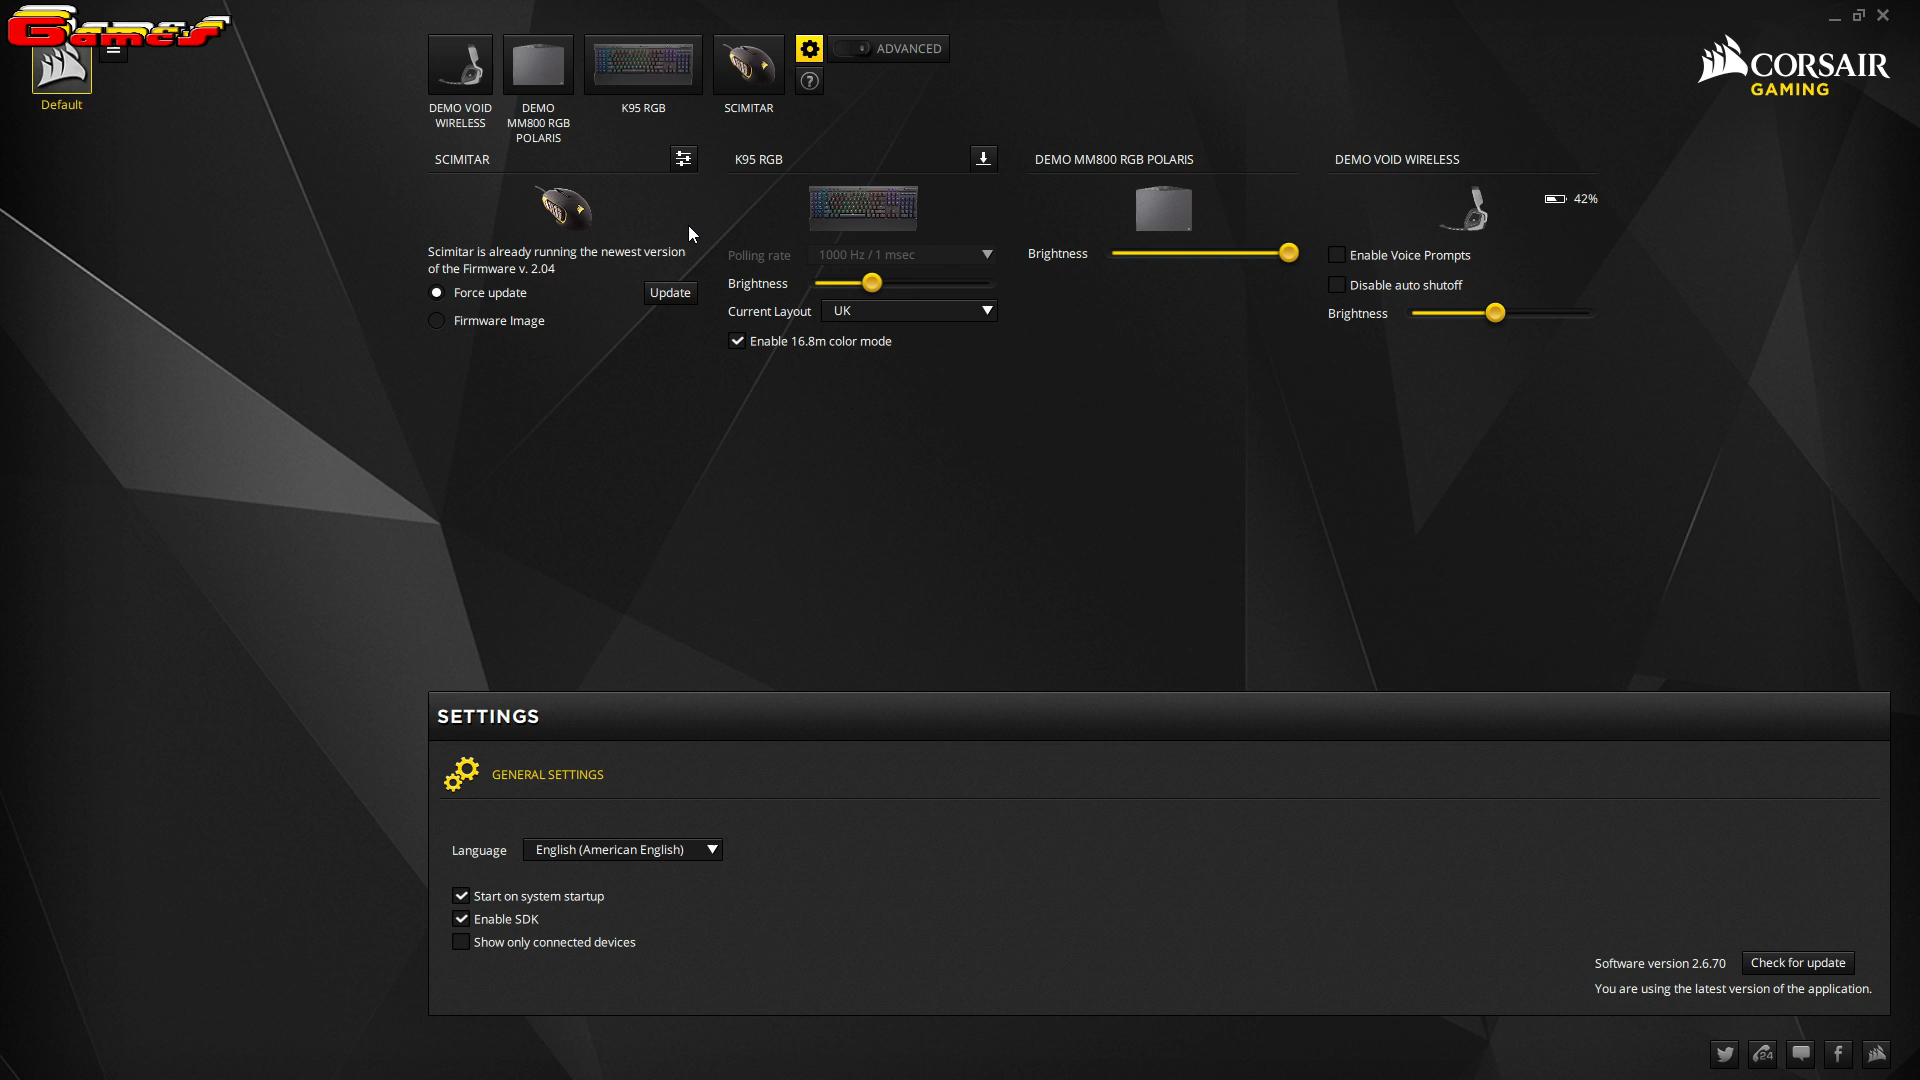 Games
Default
ADVANCED
CORSAIR
GAMING
DEMO VOID
WIRELESS
DEMO
MM800 RGB
POLARIS
K95 RGB
SCIMITAR
SCIMITAR
K95 RGB
DEMO MM800 RGB POLARIS
DEMO VOID WIRELESS
42%
Scimitar is already running the newest version
of the Firmware v. 2.04
Force update
Update
Firmware Image
Polling rate
1000 Hz / 1 msec
Brightness
Current Layout
UK
Enable 16.8m color mode
Brightness
Enable Voice Prompts
Disable auto shutoff
Brightness
SETTINGS
GENERAL SETTINGS
Language
English (American English)
Start on system startup
Enable SDK
Show only connected devices
Software version 2.6.70
Check for update
You are using the latest version of the application.
24